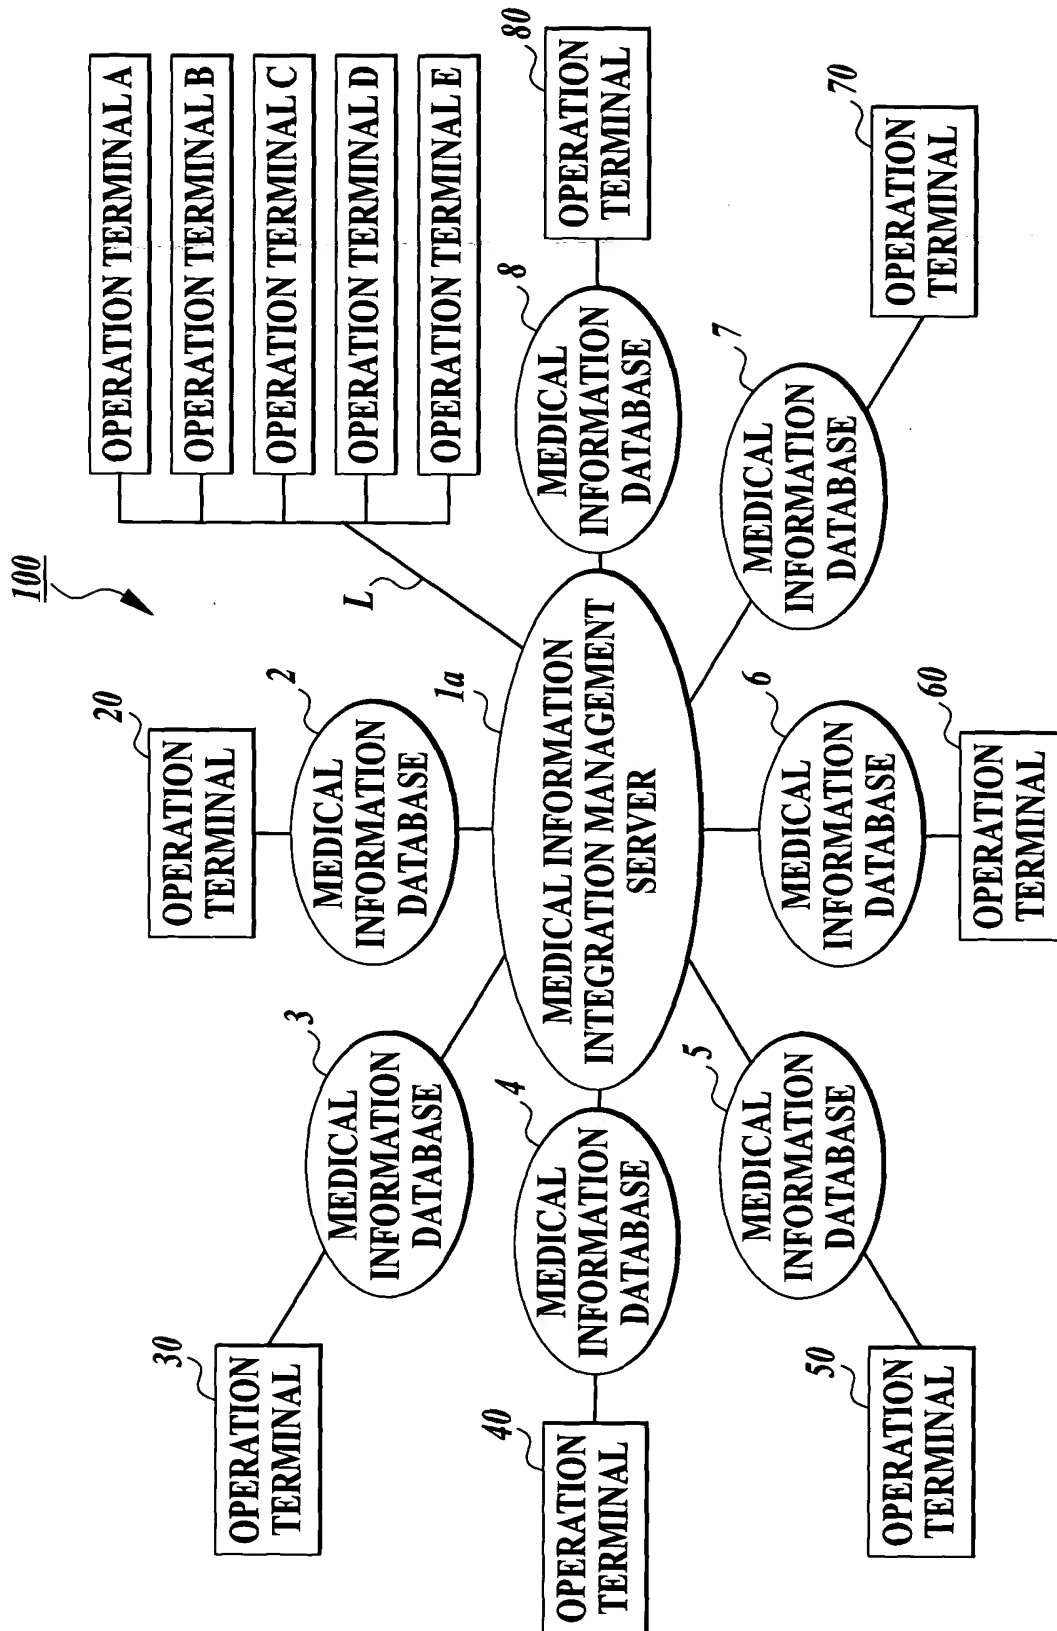 100
OPERATION TERMINAL A
OPERATION TERMINAL B
OPERATION TERMINAL C
OPERATION TERMINAL D
OPERATION TERMINAL E
L
20
OPERATION
TERMINAL
2
MEDICAL
INFORMATION
DATABASE
30
OPERATION
TERMINAL
3
MEDICAL
INFORMATION
DATABASE
40
OPERATION
TERMINAL
4
MEDICAL
INFORMATION
DATABASE
1a
MEDICAL INFORMATION
INTEGRATION MANAGEMENT
SERVER
8
MEDICAL
INFORMATION
DATABASE
80
OPERATION
TERMINAL
5
MEDICAL
INFORMATION
DATABASE
50
OPERATION
TERMINAL
6
MEDICAL
INFORMATION
DATABASE
60
OPERATION
TERMINAL
7
MEDICAL
INFORMATION
DATABASE
70
OPERATION
TERMINAL